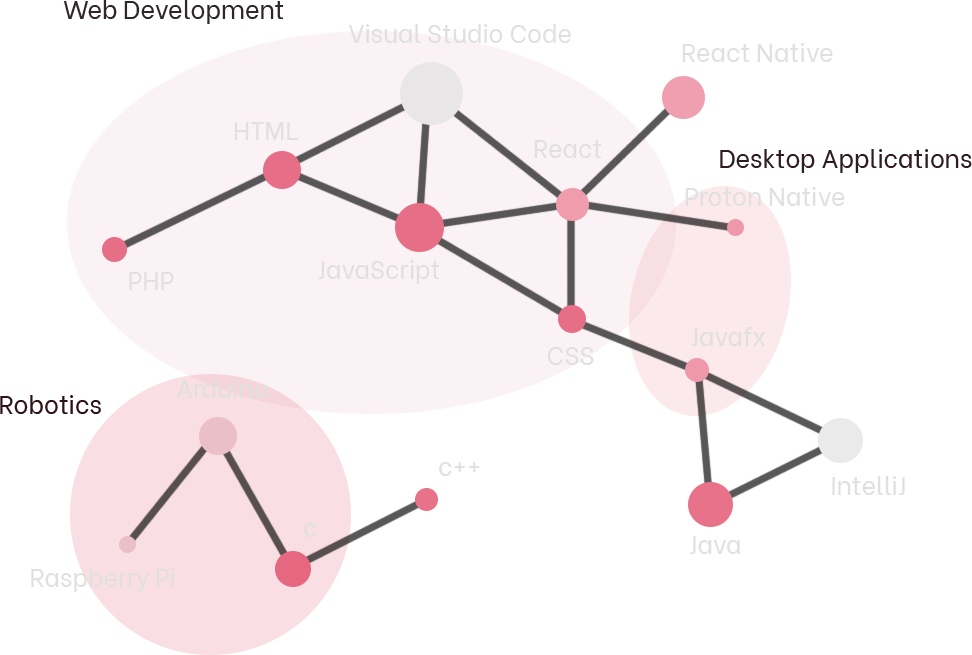 Web Development
Visual Studio Code
React Native
HTML
React
Desktop Applications
Proton Native
JavaScript
PHP
Javafx
CSS
Arduino
Robotics
c++
IntelliJ
c
Java
Raspberry Pi